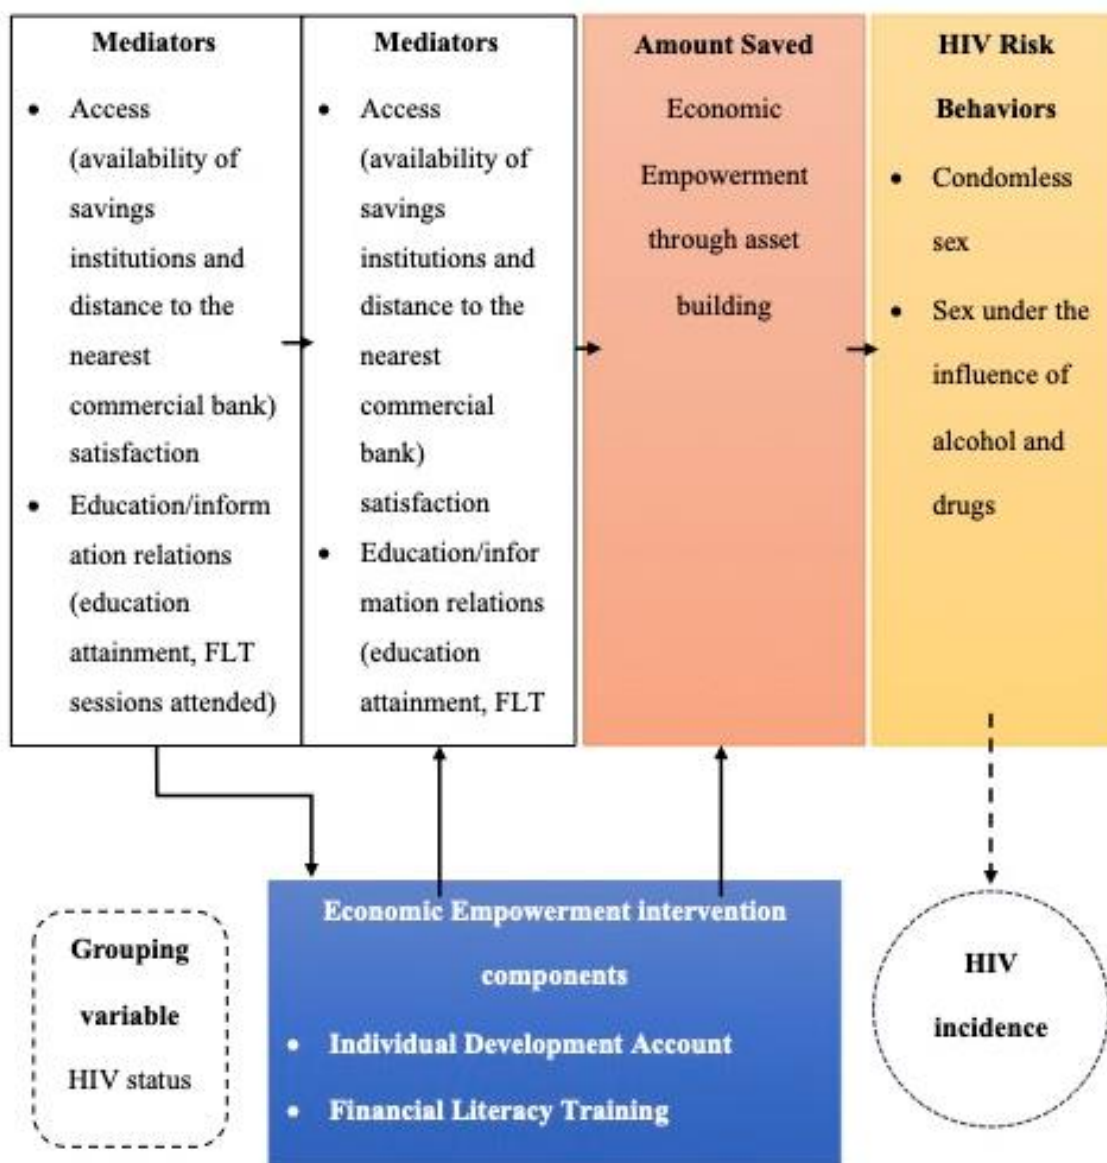 Mediators
• Access
(availability of
savings
institutions and
distance to the
nearest
commercial bank)
satisfaction
• Education/inform
ation relations
(education
attainment, FLT
sessions attended)
Mediators
• Access
(availability of
savings
institutions and
distance to the
nearest
commercial
bank)
satisfaction
• Education/infor
mation relations
(education
attainment, FLT
Amount Saved
Economic
Empowerment
through asset
building
HIV Risk
Behaviors
• Condomless
sex
• Sex under the
influence of
alcohol and
drugs
Grouping
variable
HIV status
Economic Empowerment intervention
components
• Individual Development Account
• Financial Literacy Training
HIV
incidence